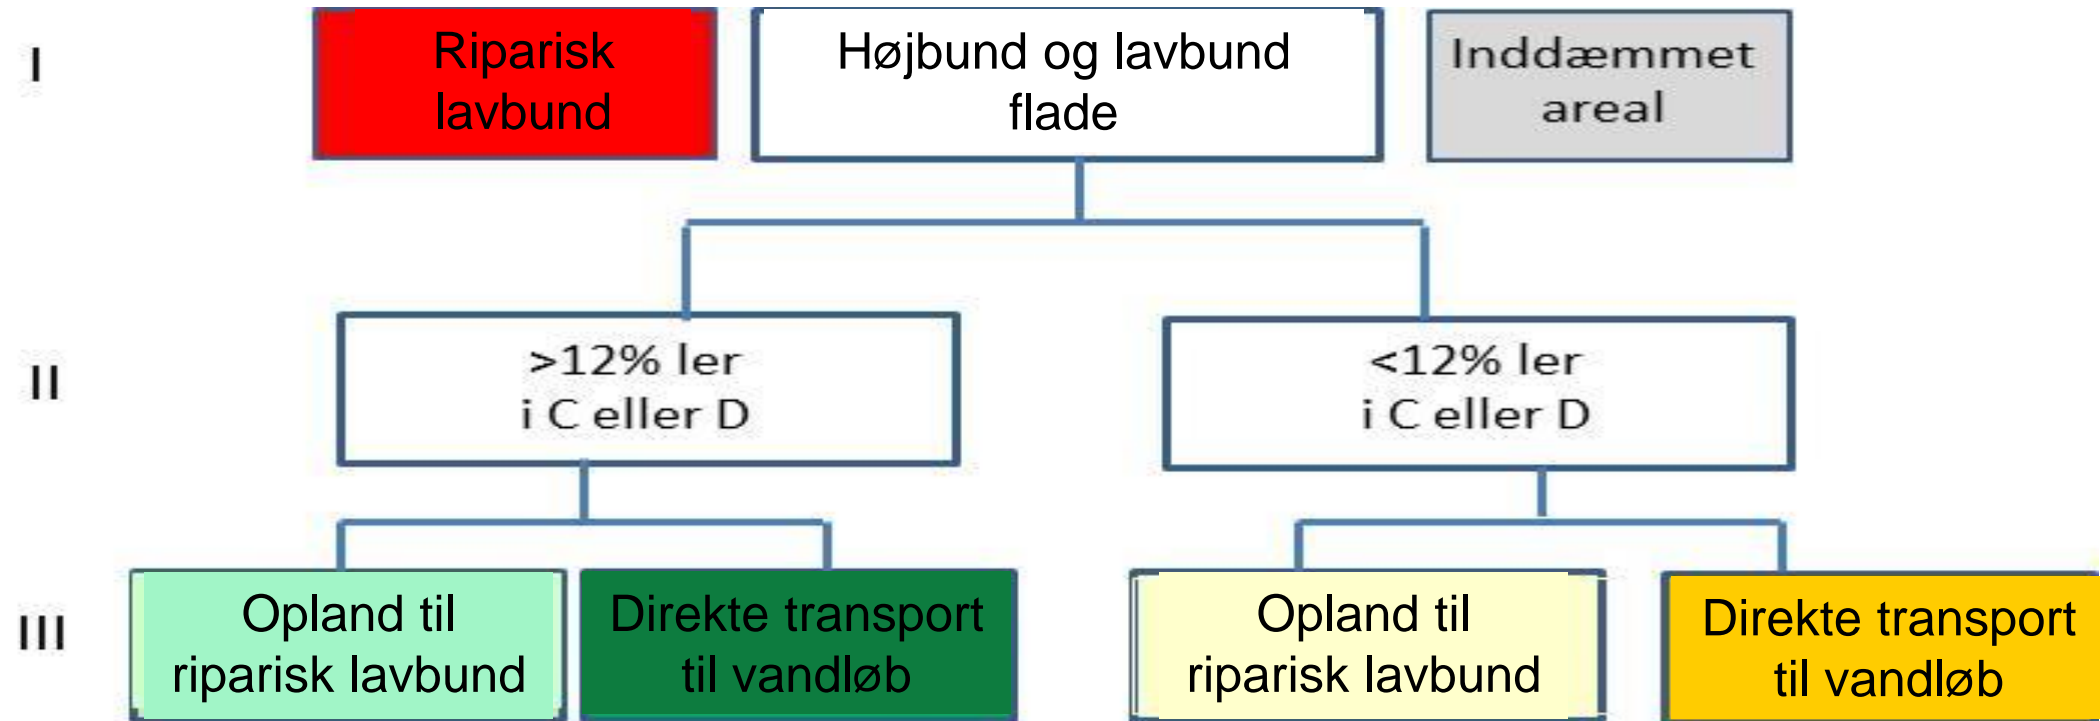 I
Riparisk
lavbund
Højbund og lavbund
flade
Inddæmmet
areal
II
>12% ler
i C eller D
<12% ler
i C eller D
III
Opland til
riparisk lavbund
Direkte transport
til vandløb
Opland til
riparisk lavbund
Direkte transport
til vandløb